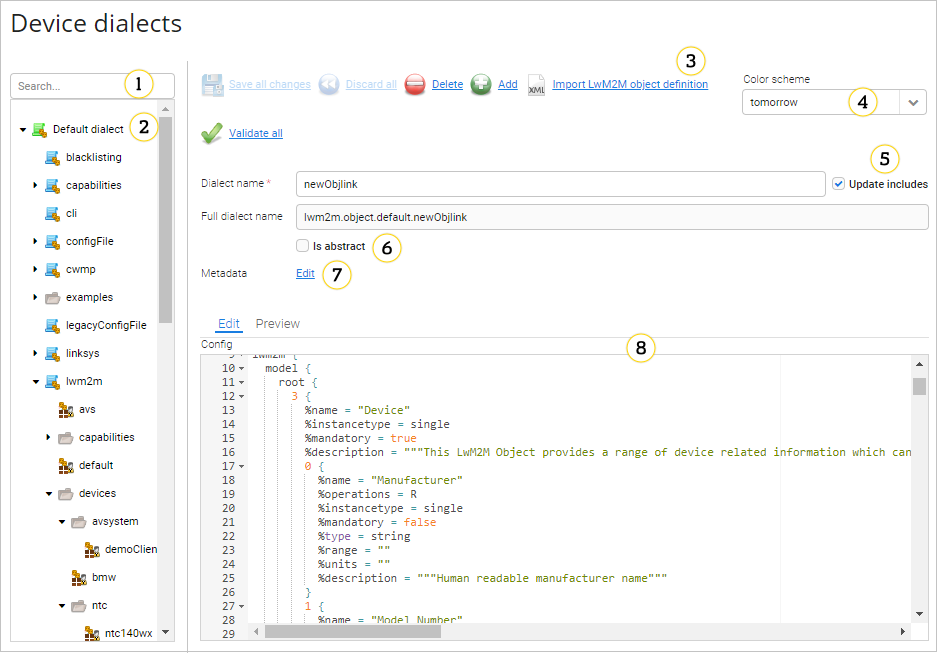 Device dialects
Search...
1
Default dialect
2
blacklisting
capabilities
cli
configFile
cwmp
examples
legacyConfigFile
linksys
lwm2m
avs
capabilities
default
devices
avsystem
demoClien
bmw
ntc
ntc140wx
Save all changes
Discard all
Delete
Add
XML
Import LwM2M object definition
3
Validate all
Color scheme
tomorrow
4
5
Dialect name *
newObjlink
Update includes
Full dialect name
lwm2m.object.default.newObjlink
Is abstract
6
Metadata
Edit
7
Edit Preview
Config
8
9 lwm2m {
10 model {
11 root {
12 3 {
13 %name = "Device"
14 %instancetype = single
15 %mandatory = true
16 %description = """This LwM2M Object provides a range of device related information which can
17 0 {
18 %name = "Manufacturer"
19 %operations = R
20 %instancetype = single
21 %mandatory = false
22 %type = string
23 %range = ""
24 %units = ""
25 %description = """Human readable manufacturer name"""
26 }
27 1 {
28 %name = "Model Number"
29